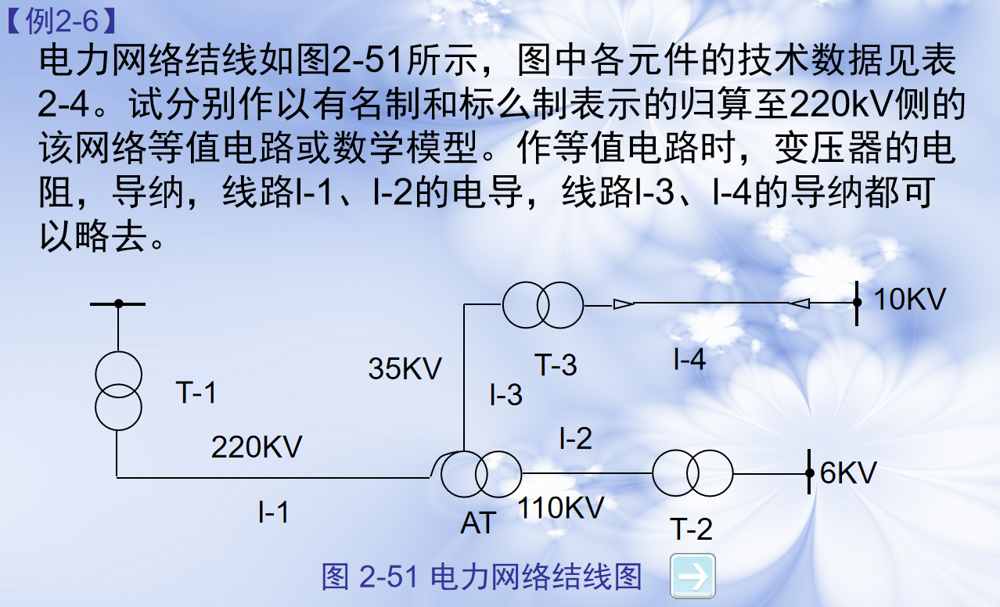 【例2-6】
电力网络结线如图2-51所示，图中各元件的技术数据见表
2-4。试分别作以有名制和标么制表示的归算至220kV侧的
该网络等值电路或数学模型。作等值电路时，变压器的电
阻，导纳，线路l-1、l-2的电导，线路l-3、l-4的导纳都可
以略去。
10KV
35KV
T-3
l-4
T-1
l-3
l-2
220KV
6KV
l-1
AT
110KV
T-2
图 2-51 电力网络结线图